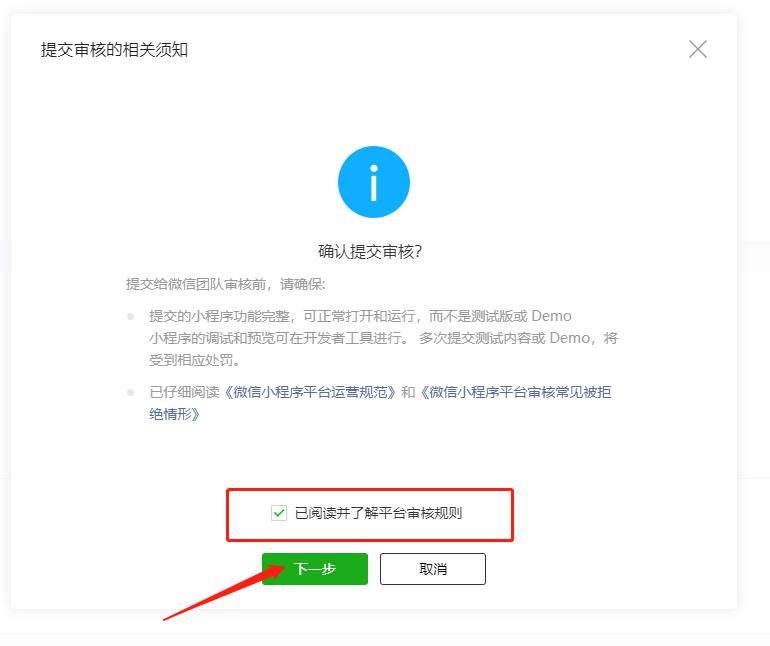 提交审核的相关须知
确认提交审核？
提交给微信团队审核前，请确保:
提交的小程序功能完整，可正常打开和运行，而不是测试版或 Demo
小程序的调试和预览可在开发者工具进行。 多次提交测试内容或 Demo，将
受到相应处罚。
已仔细阅读《微信小程序平台运营规范》和《微信小程序平台审核常见被拒
绝情形》
已阅读并了解平台审核规则
下一步
取消